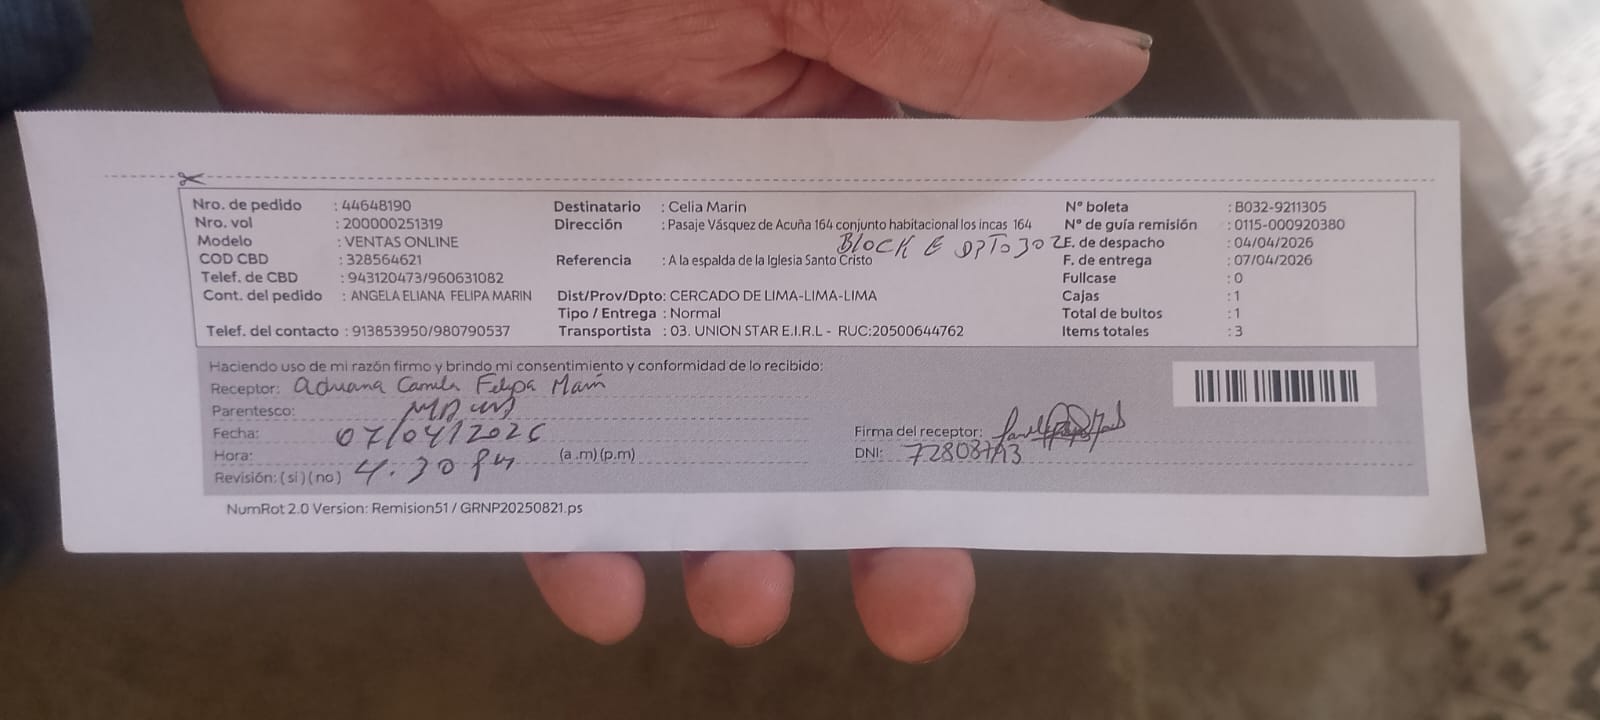 Nro. de pedido : 44648190 Destinatario : Celia Marin N° boleta : B032-9211305
Nro. vol : 200000251319 Dirección : Pasaje Vásquez de Acuña 164 conjunto habitacional los incas 164 N° de guía remisión : 0115-000920380
Modelo : VENTAS ONLINE BLOCK E DPTO 302 F. de despacho : 04/04/2026
COD CBD : 328564621 Referencia : A la espalda de la Iglesia Santo Cristo F. de entrega : 07/04/2026
Telef. de CBD : 943120473/960631082 Fullcase : 0
Cont. del pedido : ANGELA ELIANA FELIPA MARIN Dist/Prov/Dpto: CERCADO DE LIMA-LIMA-LIMA Cajas : 1
Tipo / Entrega : Normal Total de bultos : 1
Telef. del contacto : 913853950/980790537 Transportista : 03. UNION STAR E.I.R.L - RUC:20500644762 Items totales : 3
Haciendo uso de mi razón firmo y brindo mi consentimiento y conformidad de lo recibido:
Receptor: Adriana Camila Felipa Marin
Parentesco:
Fecha: 07/04/2026 Firma del receptor:
Hora: 4:30 pm (a.m)(p.m) DNI:
Revisión: (si)(no)
NumRot 2.0 Version: Remision51 / GRNP20250821.ps